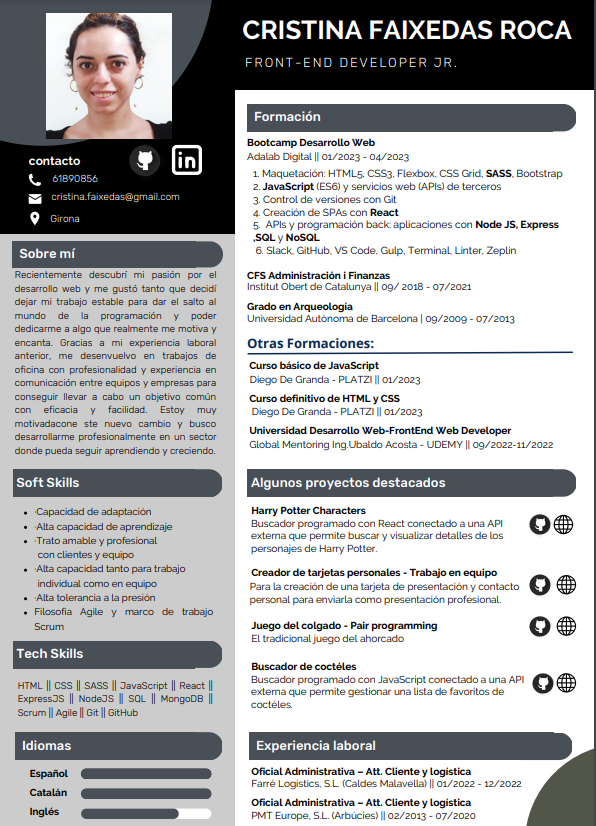 CRISTINA FAIXEDAS ROCA
FRONT-END DEVELOPER JR.
contacto
61890856
cristina.faixedas@gmail.com
Girona
Sobre mí
Recientemente descubrí mi pasión por el
desarrollo web y me gustó tanto que decidí
dejar mi trabajo estable para dar el salto al
mundo de la programación y poder
dedicarme a algo que realmente me motiva y
encanta. Gracias a mi experiencia laboral
anterior, me desenvuelvo en trabajos de
oficina con profesionalidad y experiencia en
comunicación entre equipos y empresas para
conseguir llevar a cabo un objetivo común
con eficacia y facilidad. Estoy muy
motivadacone ste nuevo cambio y busco
desarrollarme profesionalmente en un sector
donde pueda seguir aprendiendo y creciendo.
Soft Skills
• ·Capacidad de adaptación
• ·Alta capacidad de aprendizaje
• ·Trato amable y profesional
con clientes y equipo
• ·Alta capacidad tanto para trabajo
individual como en equipo
• ·Alta tolerancia a la presión
• Filosofia Agile y marco de trabajo
Scrum
Tech Skills
HTML || CSS || SASS || JavaScript || React ||
ExpressJS || NodeJS || SQL || MongoDB ||
Scrum || Agile || Git || GitHub
Idiomas
Español
Catalán
Inglés
Formación
Bootcamp Desarrollo Web
Adalab Digital || 01/2023 - 04/2023
1. Maquetación: HTML5, CSS3, Flexbox, CSS Grid, SASS, Bootstrap
2. JavaScript (ES6) y servicios web (APIs) de terceros
3. Control de versiones con Git
4. Creación de SPAs con React
5. APIs y programación back: aplicaciones con Node JS, Express
,SQL y NoSQL
6. Slack, GitHub, VS Code, Gulp, Terminal, Linter, Zeplin
CFS Administración i Finanzas
Institut Obert de Catalunya || 09/ 2018 - 07/2021
Grado en Arqueología
Universidad Autònoma de Barcelona | 09/2009 - 07/2013
Otras Formaciones:
Curso básico de JavaScript
Diego De Granda - PLATZI || 01/2023
Curso definitivo de HTML y CSS
Diego De Granda - PLATZI || 01/2023
Universidad Desarrollo Web-FrontEnd Web Developer
Global Mentoring Ing.Ubaldo Acosta - UDEMY || 09/2022-11/2022
Algunos proyectos destacados
Harry Potter Characters
Buscador programado con React conectado a una API
externa que permite buscar y visualizar detalles de los
personajes de Harry Potter.
Creador de tarjetas personales - Trabajo en equipo
Para la creación de una tarjeta de presentación y contacto
personal para enviarla como presentación profesional.
Juego del colgado - Pair programming
El tradicional juego del ahorcado
Buscador de coctéles
Buscador programado con JavaScript conectado a una API
externa que permite gestionar una lista de favoritos de
coctéles.
Experiencia laboral
Oficial Administrativa – Att. Cliente y logística
Farré Logistics, S.L. (Caldes Malavella) || 01/2022 - 12/2022
Oficial Administrativa – Att. Cliente y logística
PMT Europe, S.L. (Arbúcies) || 02/2013 - 07/2020